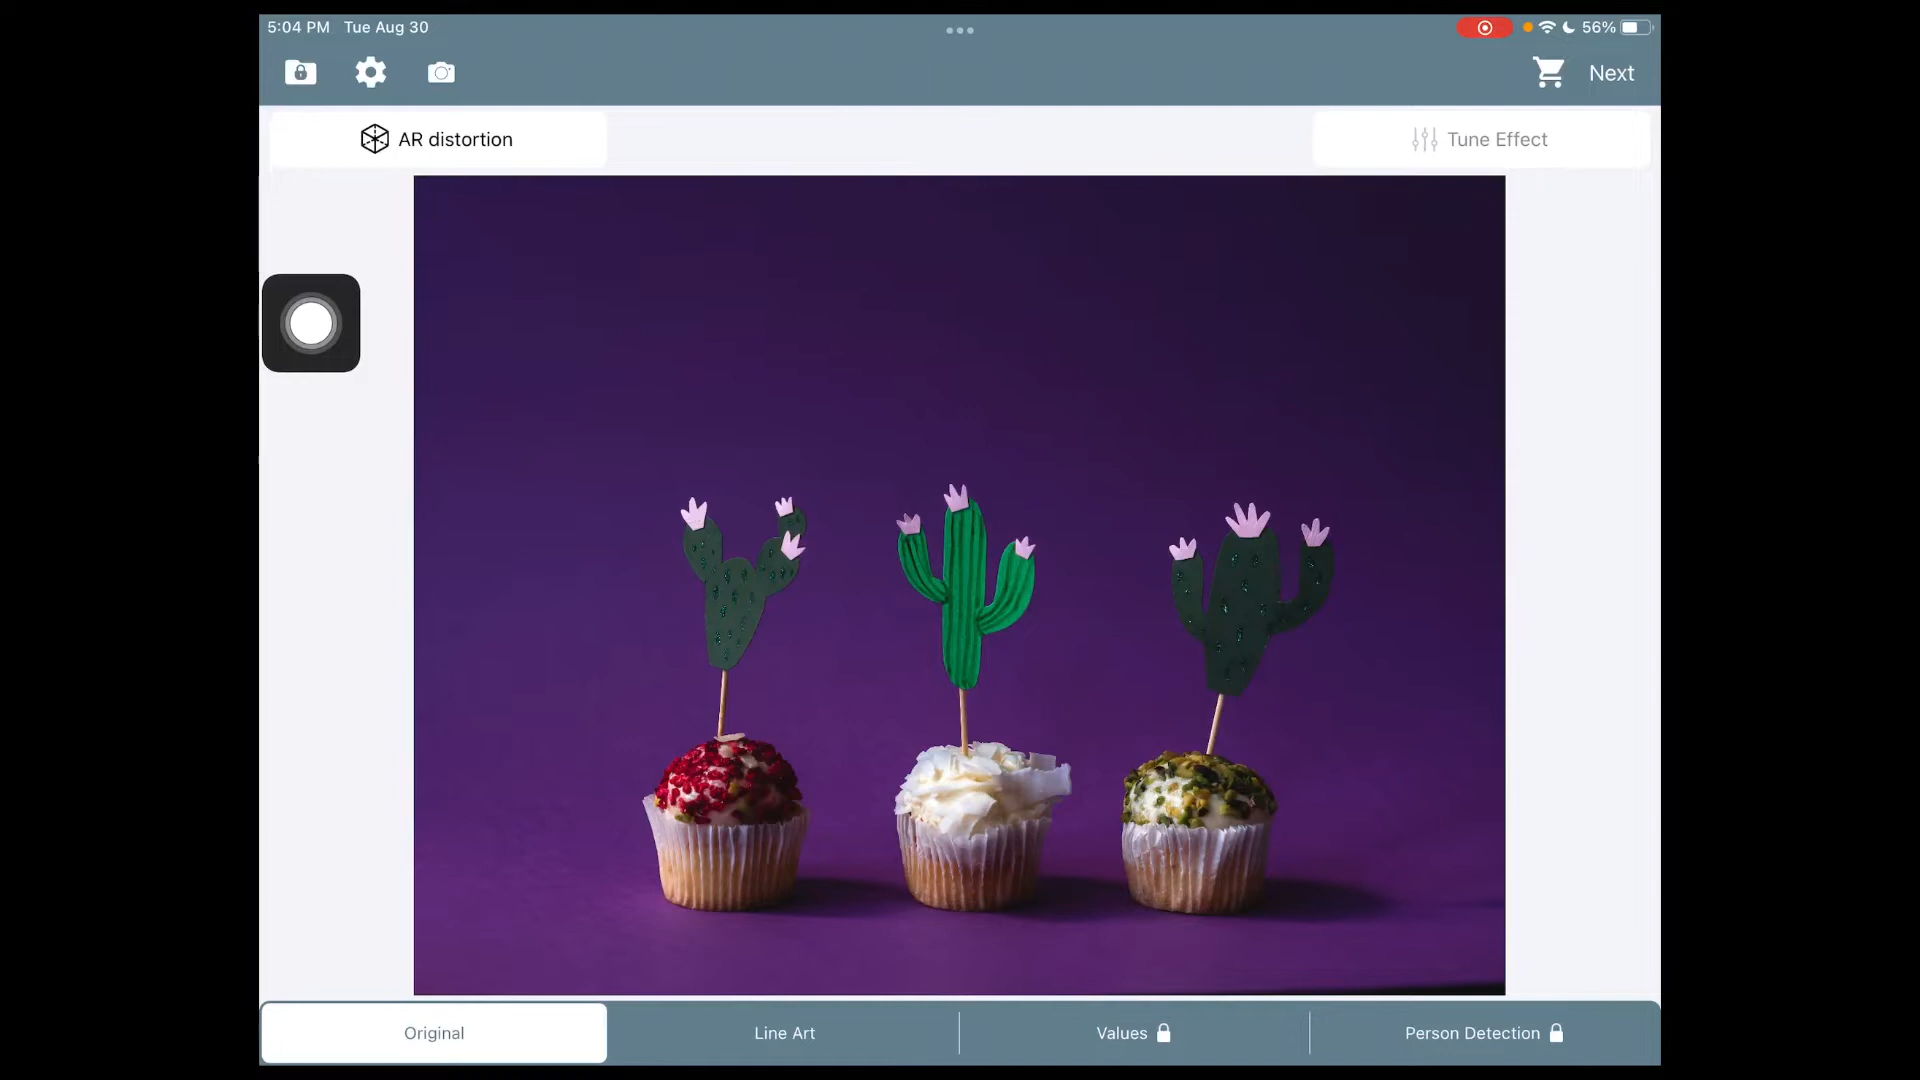 5:04 PM Tue Aug 30
56%
Next
AR distortion
Tune Effect
Original
Line Art
Values
Person Detection